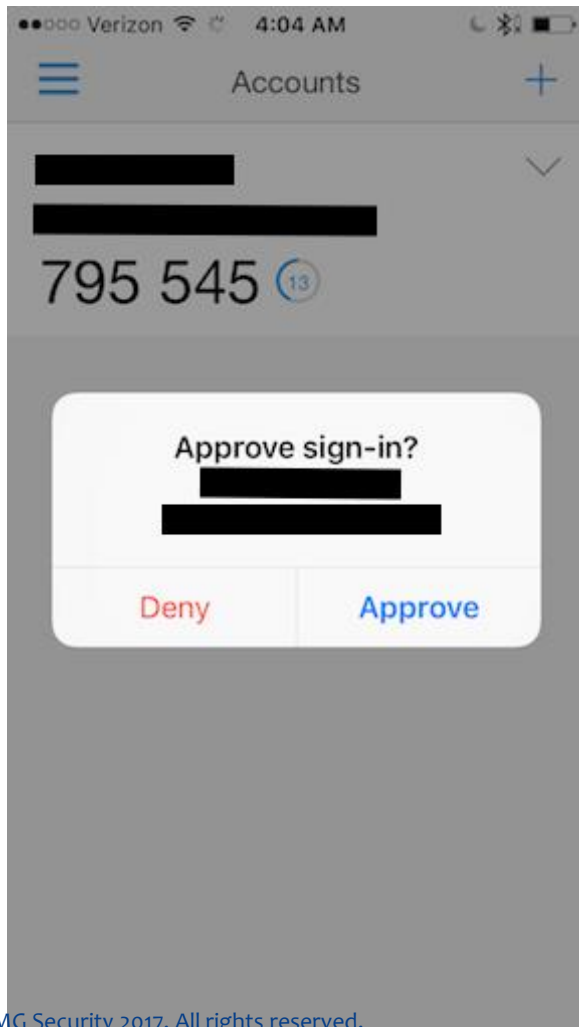 Verizon 4:04 AM
Accounts
795 545 13
Approve sign-in?
Deny Approve
MG Security 2017. All rights reserved.